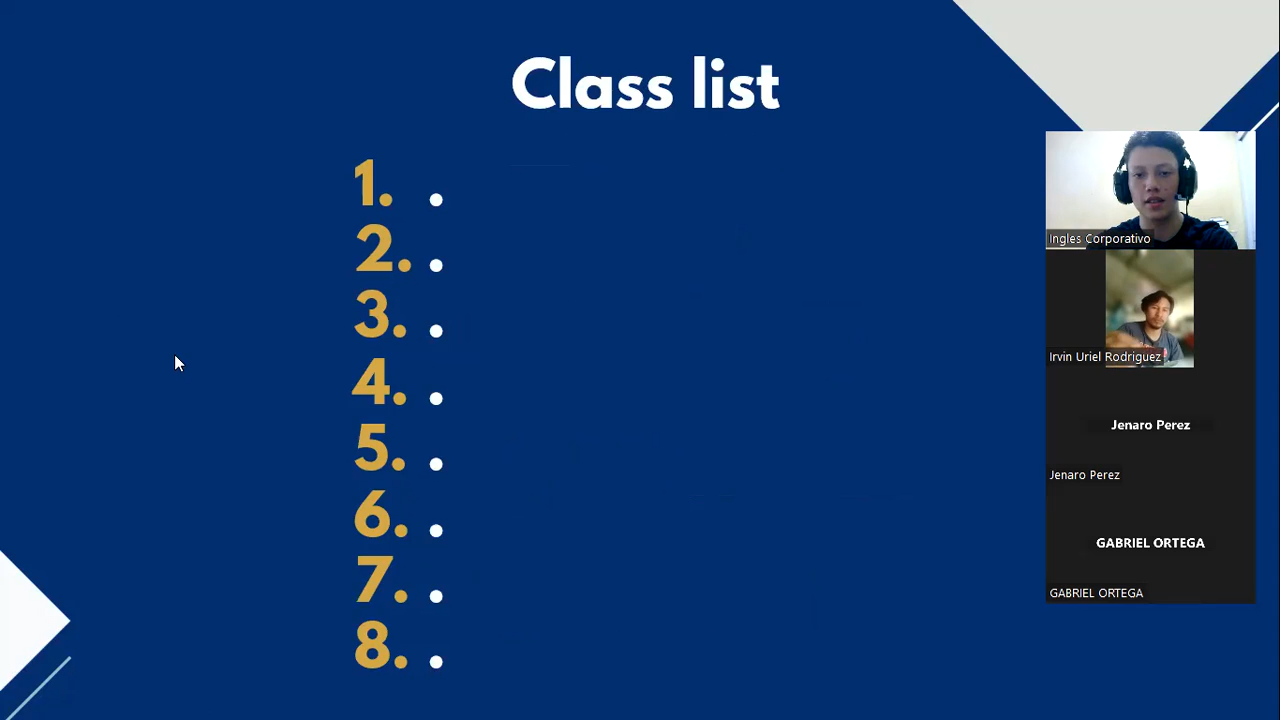 Class list
1. .
2. .
3. .
4. .
5. .
6. .
7. .
8. .
Ingles Corporativo
Irvin Uriel Rodriguez
Jenaro Perez
Jenaro Perez
GABRIEL ORTEGA
GABRIEL ORTEGA